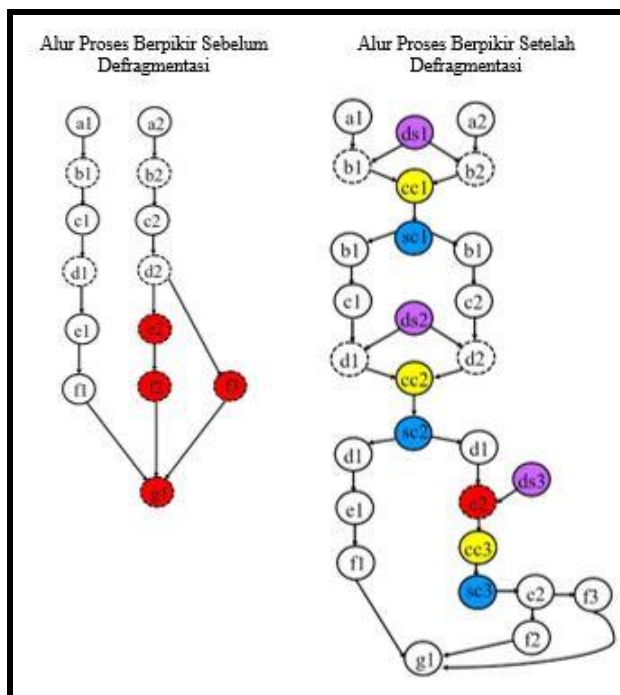 Alur Proses Berpikir Sebelum
Defragmentasi
Alur Proses Berpikir Setelah
Defragmentasi
a1
a2
b1
b2
c1
c2
d1
d2
e1
e2
f1
f2
f3
g1
a1
ds1
a2
b1
b2
cc1
sc1
b1
b1
c1
c2
ds2
d1
d2
cc2
sc2
d1
d1
ds3
e1
e2
cc3
f1
sc3
e2
f3
f2
g1